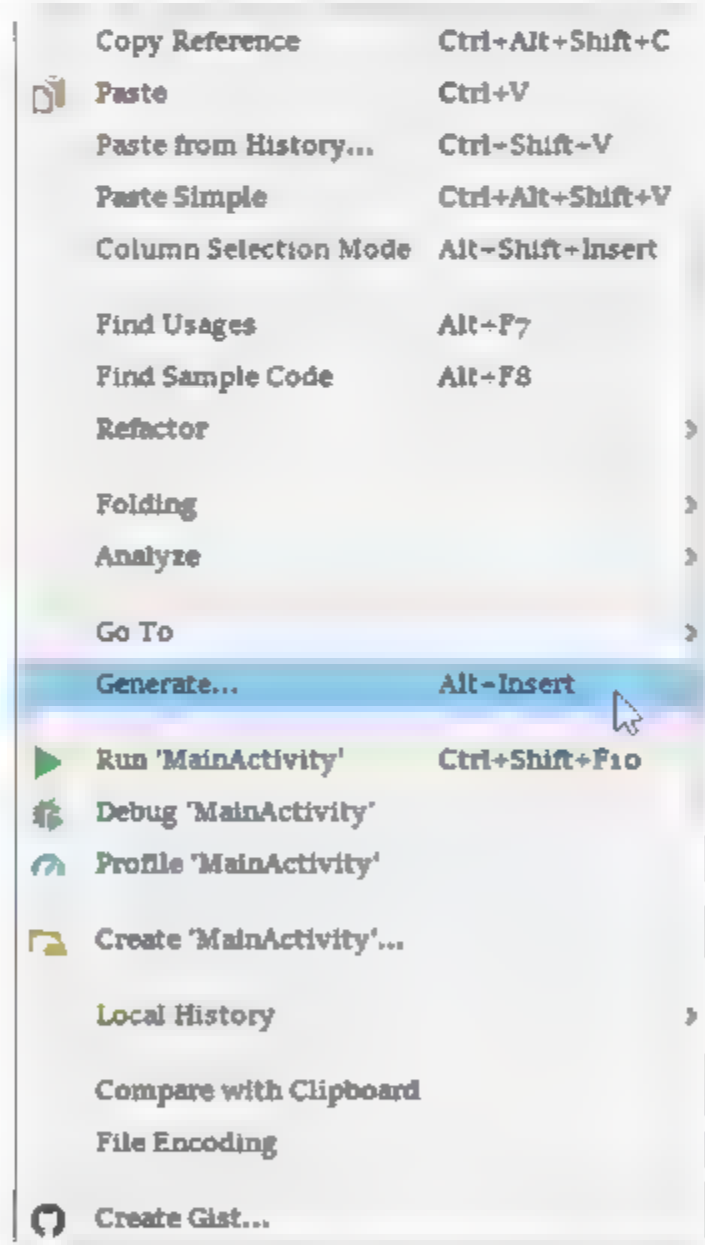 Copy Reference Ctrl+Alt+Shift+C
Paste Ctrl+V
Paste from History... Ctrl+Shift+V
Paste Simple Ctrl+Alt+Shift+V
Column Selection Mode Alt+Shift+Insert
Find Usages Alt+F7
Find Sample Code Alt+F8
Refactor
Folding
Analyze
Go To
Generate... Alt+Insert
Run 'MainActivity' Ctrl+Shift+F10
Debug 'MainActivity'
Profile 'MainActivity'
Create 'MainActivity'...
Local History
Compare with Clipboard
File Encoding
Create Gist...